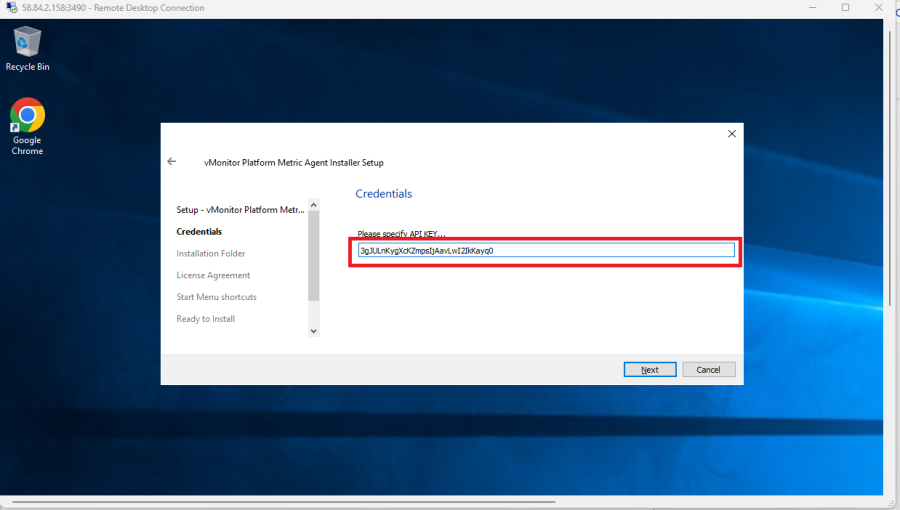 58.84.2.158:3490 - Remote Desktop Connection
Recycle Bin
Google
Chrome
vMonitor Platform Metric Agent Installer Setup
Setup - vMonitor Platform Metr...
Credentials
Installation Folder
License Agreement
Start Menu shortcuts
Ready to Install
Credentials
Please specify API KEY...
Next
Cancel